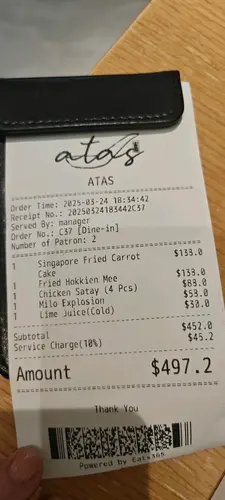 atas
ATAS
Order Time: 2025-03-24 18:34:42
Receipt No.: 20250324183442C37
Served By: manager
Order No.: C37 [Dine-in]
Number of Patron: 2
1 Singapore Fried Carrot Cake $133.0
1 Fried Hokkien Mee $133.0
1 Chicken Satay (4 Pcs) $83.0
1 Milo Explosion $53.0
1 Lime Juice(Cold) $33.0
Subtotal $452.0
Service Charge(10%) $45.2
Amount $497.2
Thank You
Powered by Eats365